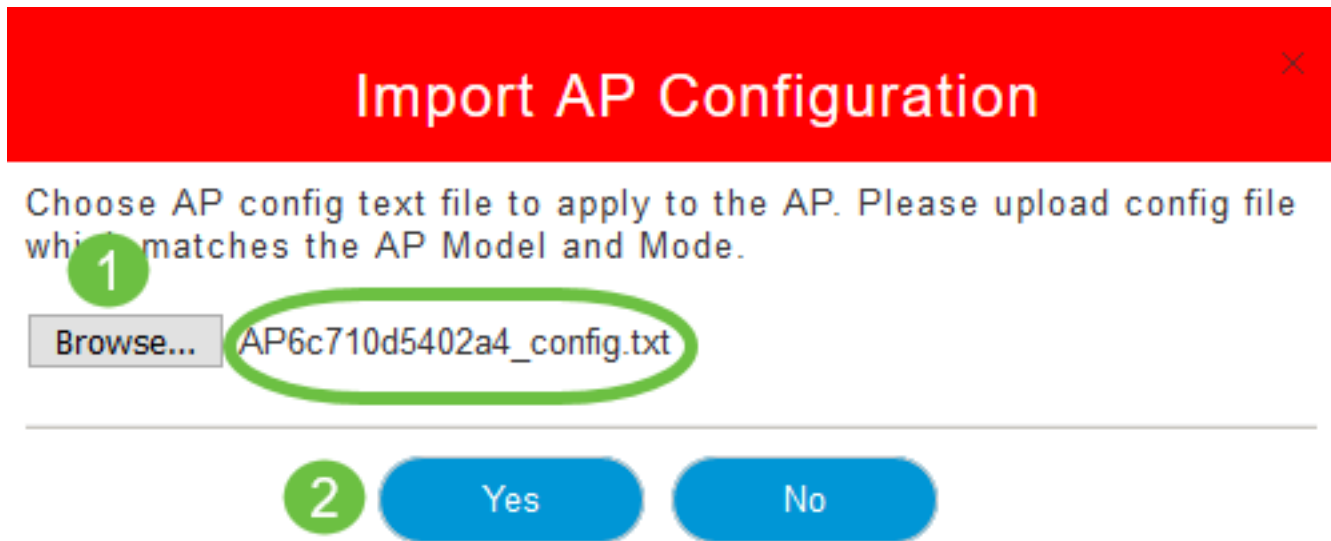 Import AP Configuration
Choose AP config text file to apply to the AP. Please upload config file
matches the AP Model and Mode.
1
Browse... AP6c710d5402a4_config.txt
2 Yes No